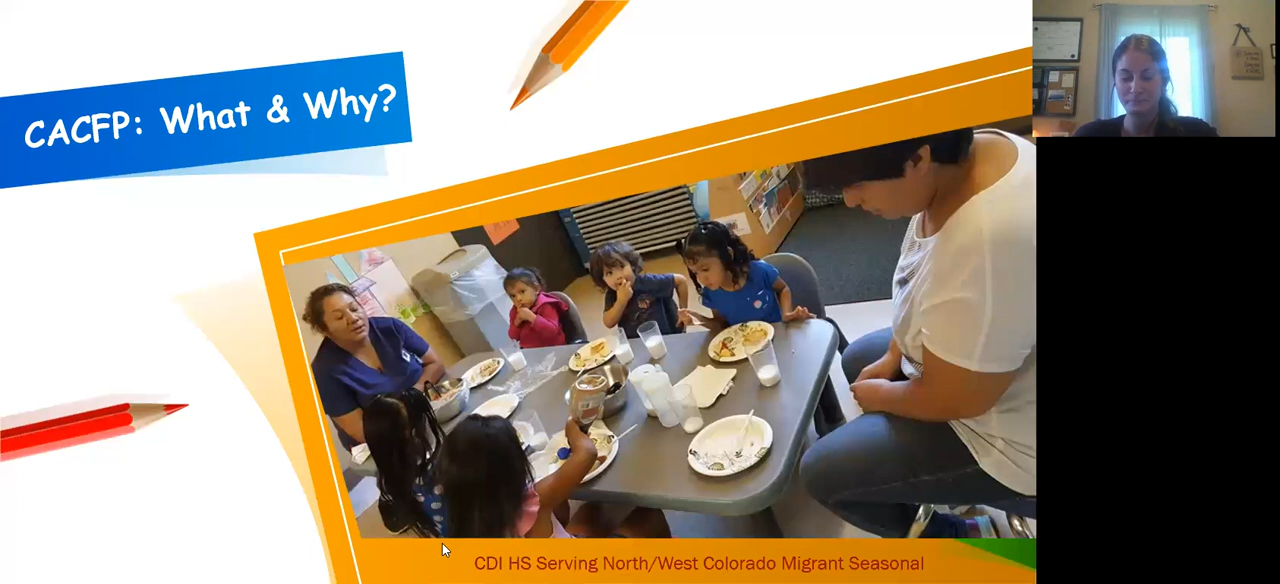 CACFP: What & Why?
CDI HS Serving North/West Colorado Migrant Seasonal